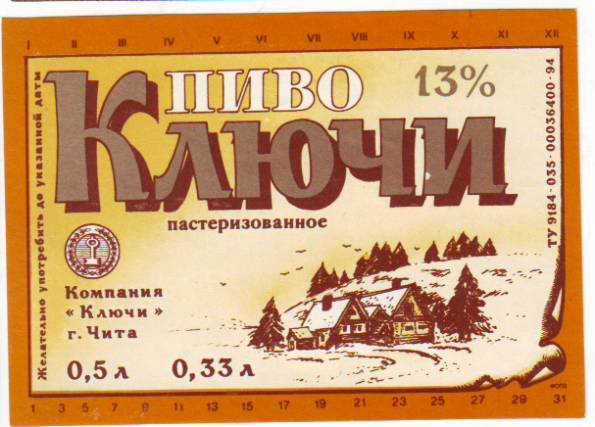 I II III IV V VI VII VIII IX X XI XII
ПИВО 13%
Ключи
пастеризованное
Желательно употребить до указанной даты
ТУ 9184-035-00036400-94
Компания
« Ключи »
г. Чита
0,5 л 0,33 л
1 3 5 7 9 11 13 15 17 19 21 23 25 27 29 31